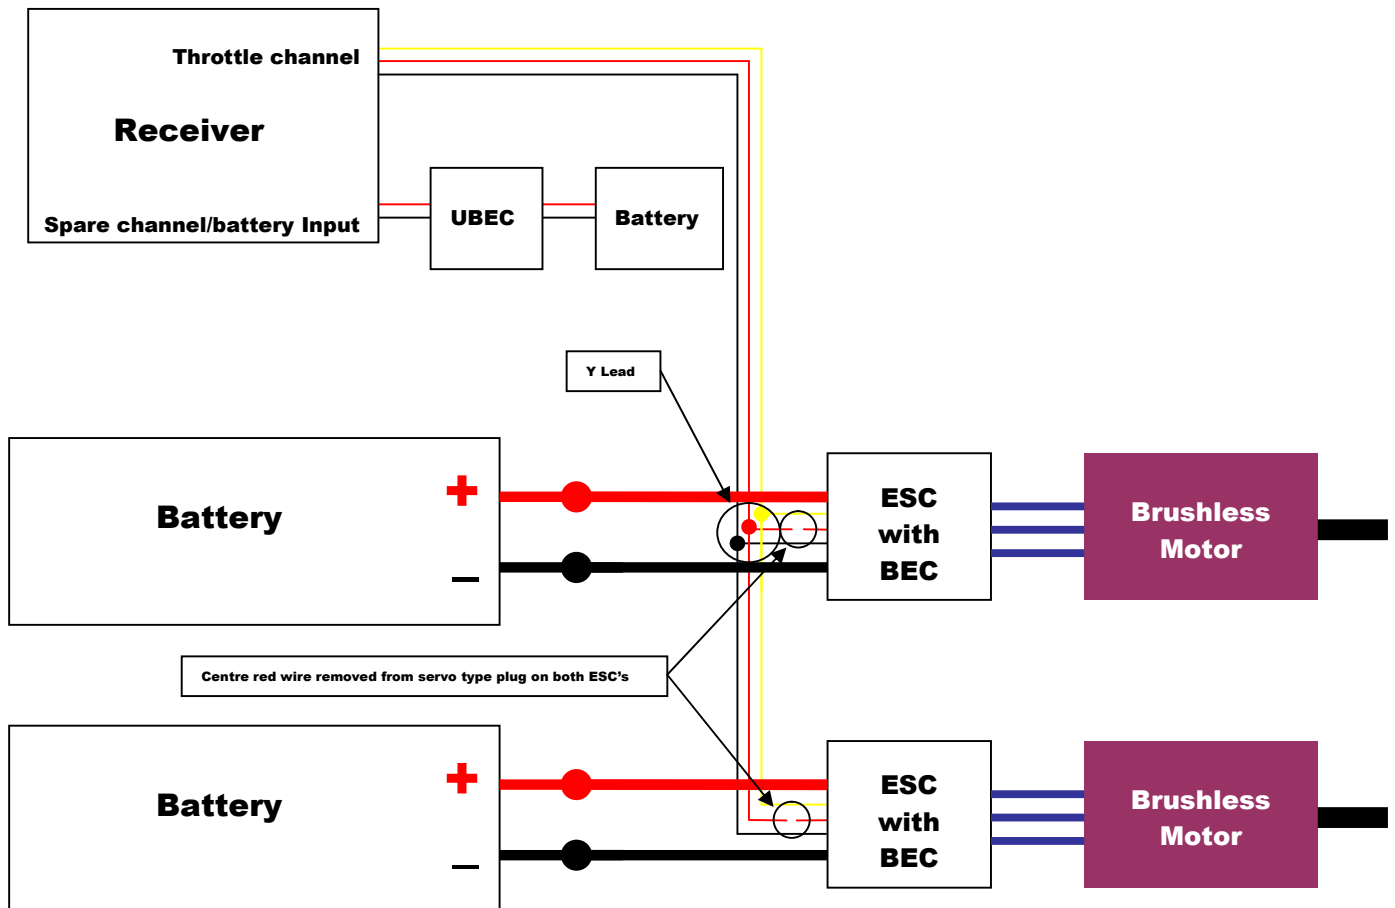 Throttle channel
Receiver
Spare channel/battery Input
UBEC
Battery
Y Lead
Battery
+
–
ESC
with
BEC
Brushless
Motor
Centre red wire removed from servo type plug on both ESC's
Battery
+
–
ESC
with
BEC
Brushless
Motor